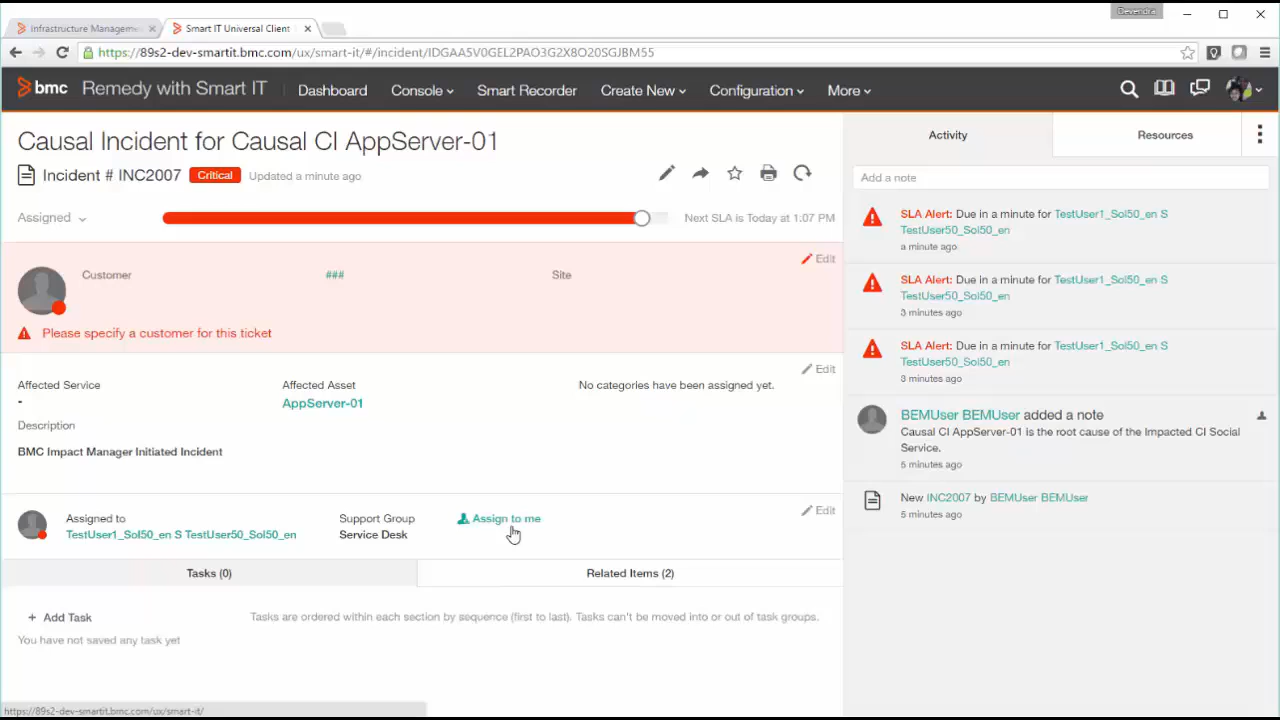 Devendra
Infrastructure Manageme
Smart IT Universal Client
https://89s2-dev-smartit.bmc.com/ux/smart-it/#/incident/IDGAA5V0GEL2PAO3G2X8O20SGJBM55
bmc Remedy with Smart IT Dashboard Console Smart Recorder Create New Configuration More
Causal Incident for Causal CI AppServer-01
Incident # INC2007 Critical Updated a minute ago
Assigned Next SLA is Today at 1:07 PM
Customer ### Site Edit
Please specify a customer for this ticket
Edit
Affected Service Affected Asset No categories have been assigned yet.
- AppServer-01
Description
BMC Impact Manager Initiated Incident
Edit
Assigned to Support Group Assign to me
TestUser1_Sol50_en S TestUser50_Sol50_en Service Desk
Tasks (0) Related Items (2)
+ Add Task Tasks are ordered within each section by sequence (first to last). Tasks can't be moved into or out of task groups.
You have not saved any task yet
https://89s2-dev-smartit.bmc.com/ux/smart-it/
Activity Resources
Add a note
SLA Alert: Due in a minute for TestUser1_Sol50_en S
TestUser50_Sol50_en
a minute ago
SLA Alert: Due in a minute for TestUser1_Sol50_en S
TestUser50_Sol50_en
3 minutes ago
SLA Alert: Due in a minute for TestUser1_Sol50_en S
TestUser50_Sol50_en
3 minutes ago
BEMUser BEMUser added a note
Causal CI AppServer-01 is the root cause of the Impacted CI Social
Service.
5 minutes ago
New INC2007 by BEMUser BEMUser
5 minutes ago